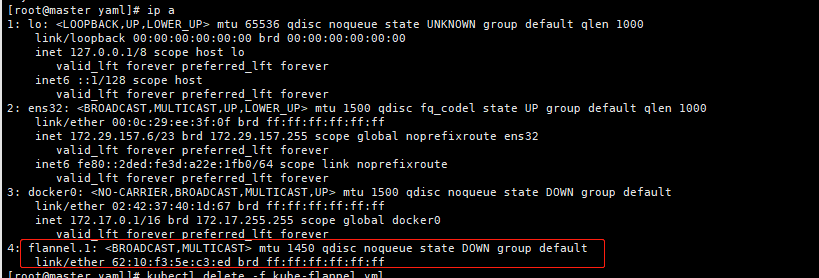 [root@master yaml]# ip a
1: lo: <LOOPBACK,UP,LOWER_UP> mtu 65536 qdisc noqueue state UNKNOWN group default qlen 1000
    link/loopback 00:00:00:00:00:00 brd 00:00:00:00:00:00
    inet 127.0.0.1/8 scope host lo
       valid_lft forever preferred_lft forever
    inet6 ::1/128 scope host
       valid_lft forever preferred_lft forever
2: ens32: <BROADCAST,MULTICAST,UP,LOWER_UP> mtu 1500 qdisc fq_codel state UP group default qlen 1000
    link/ether 00:0c:29:ee:3f:0f brd ff:ff:ff:ff:ff:ff
    inet 172.29.157.6/23 brd 172.29.157.255 scope global noprefixroute ens32
       valid_lft forever preferred_lft forever
    inet6 fe80::2ded:fe3d:a22e:1fb0/64 scope link noprefixroute
       valid_lft forever preferred_lft forever
3: docker0: <NO-CARRIER,BROADCAST,MULTICAST,UP> mtu 1500 qdisc noqueue state DOWN group default
    link/ether 02:42:37:40:1d:67 brd ff:ff:ff:ff:ff:ff
    inet 172.17.0.1/16 brd 172.17.255.255 scope global docker0
       valid_lft forever preferred_lft forever
4: flannel.1: <BROADCAST,MULTICAST> mtu 1450 qdisc noqueue state DOWN group default
    link/ether 62:10:f3:5e:c3:ed brd ff:ff:ff:ff:ff:ff
[root@master yaml]# kubectl delete -f kube-flannel.yml